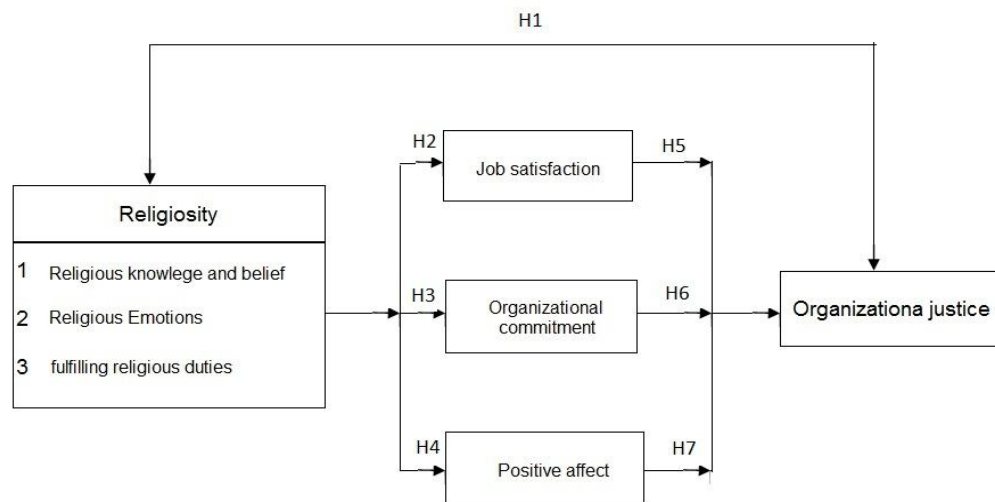 H1
H2
Job satisfaction
H5
Religiosity
1 Religious knowlege and belief
2 Religious Emotions
3 fulfilling religious duties
H3
Organizational
commitment
H6
Organizationa justice
H4
Positive affect
H7